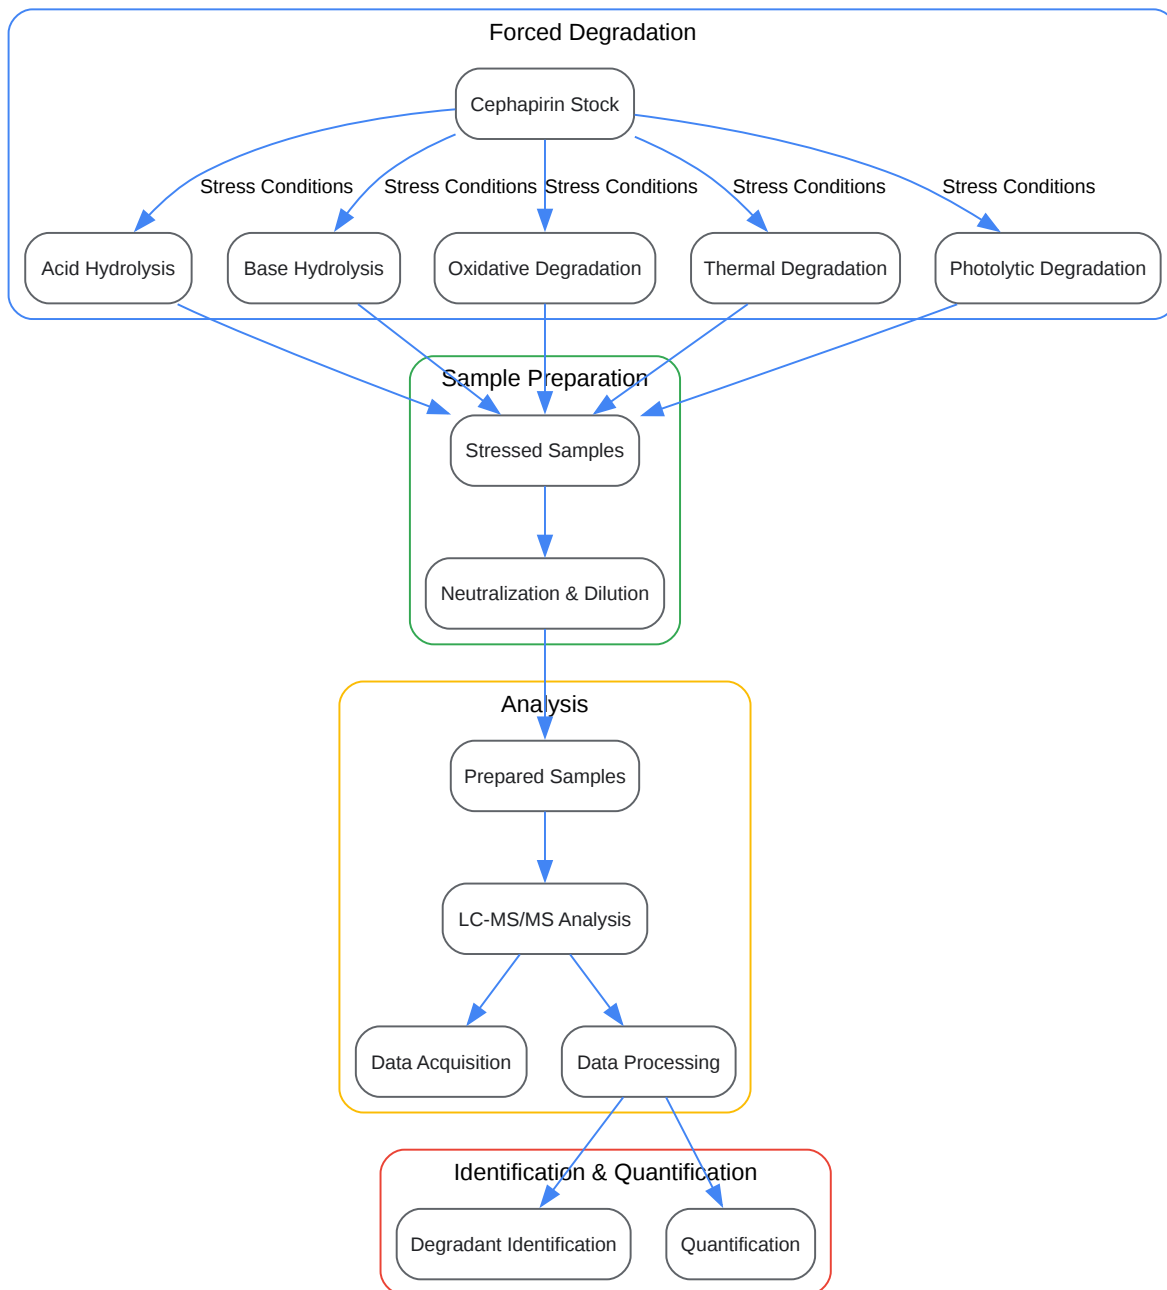 Forced Degradation
Cephapirin Stock
Stress Conditions
Stress Conditions
Stress Conditions
Stress Conditions
Stress Conditions
Acid Hydrolysis
Base Hydrolysis
Oxidative Degradation
Thermal Degradation
Photolytic Degradation
Sample Preparation
Stressed Samples
Neutralization & Dilution
Analysis
Prepared Samples
LC-MS/MS Analysis
Data Acquisition
Data Processing
Identification & Quantification
Degradant Identification
Quantification